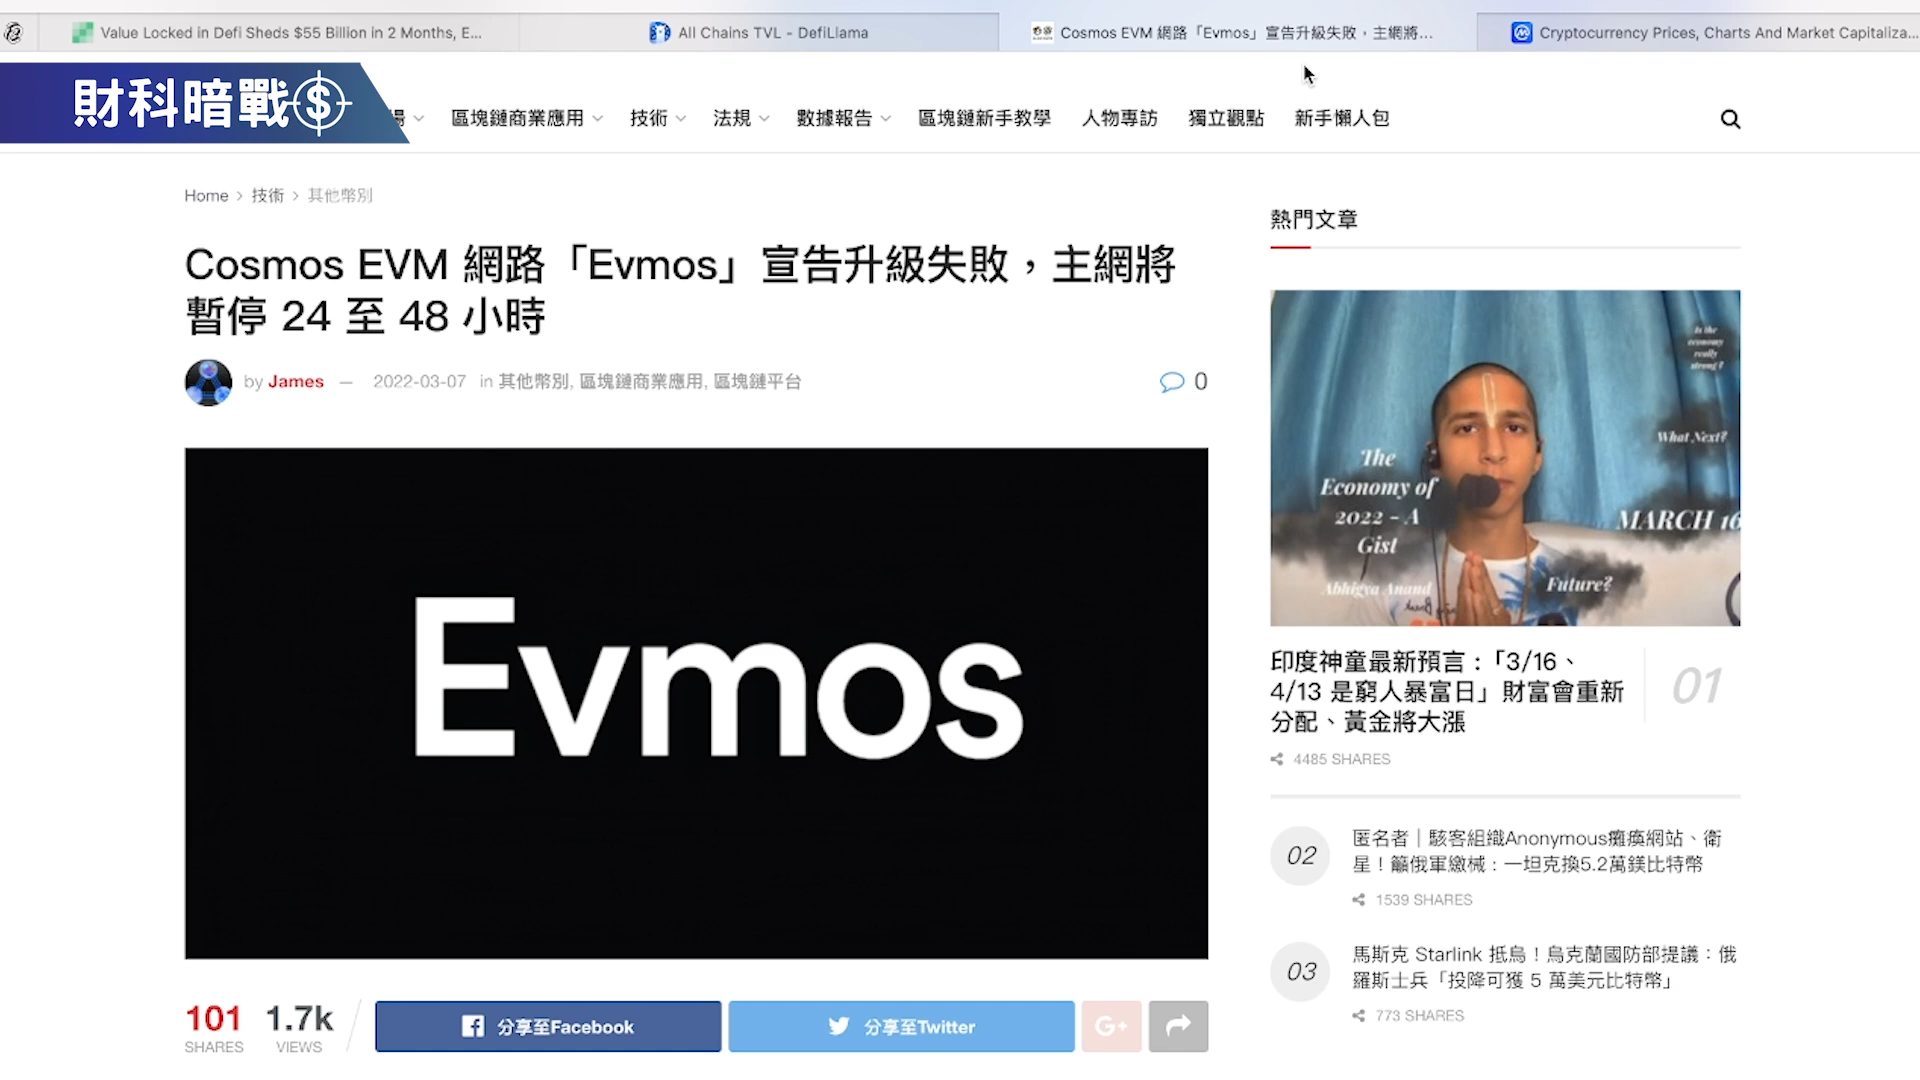 Value Locked in Defi Sheds $55 Billion in 2 Months, E...
All Chains TVL - DefiLlama
Cosmos EVM 網路「Evmos」宣告升級失敗，主網將...
Cryptocurrency Prices, Charts And Market Capitaliza...
財科暗戰
區塊鏈商業應用
技術
法規
數據報告
區塊鏈新手教學
人物專訪
獨立觀點
新手懶人包
Home > 技術 > 其他幣別
Cosmos EVM 網路「Evmos」宣告升級失敗，主網將
暫停 24 至 48 小時
by James — 2022-03-07 in 其他幣別, 區塊鏈商業應用, 區塊鏈平台
0
Evmos
101
SHARES
1.7k
VIEWS
分享至Facebook
分享至Twitter
G+
熱門文章
Is the
economy
really
strong?
What Next?
The
Economy of
2022 - A
Gist
MARCH 16
Abhigya Anand
Future?
印度神童最新預言：「3/16、
4/13 是窮人暴富日」財富會重新
分配、黃金將大漲
01
4485 SHARES
02
匿名者｜駭客組織Anonymous癱瘓網站、衛
星！籲俄軍繳械：一坦克換5.2萬鎂比特幣
1539 SHARES
03
馬斯克 Starlink 抵烏！烏克蘭國防部提議：俄
羅斯士兵「投降可獲 5 萬美元比特幣」
773 SHARES